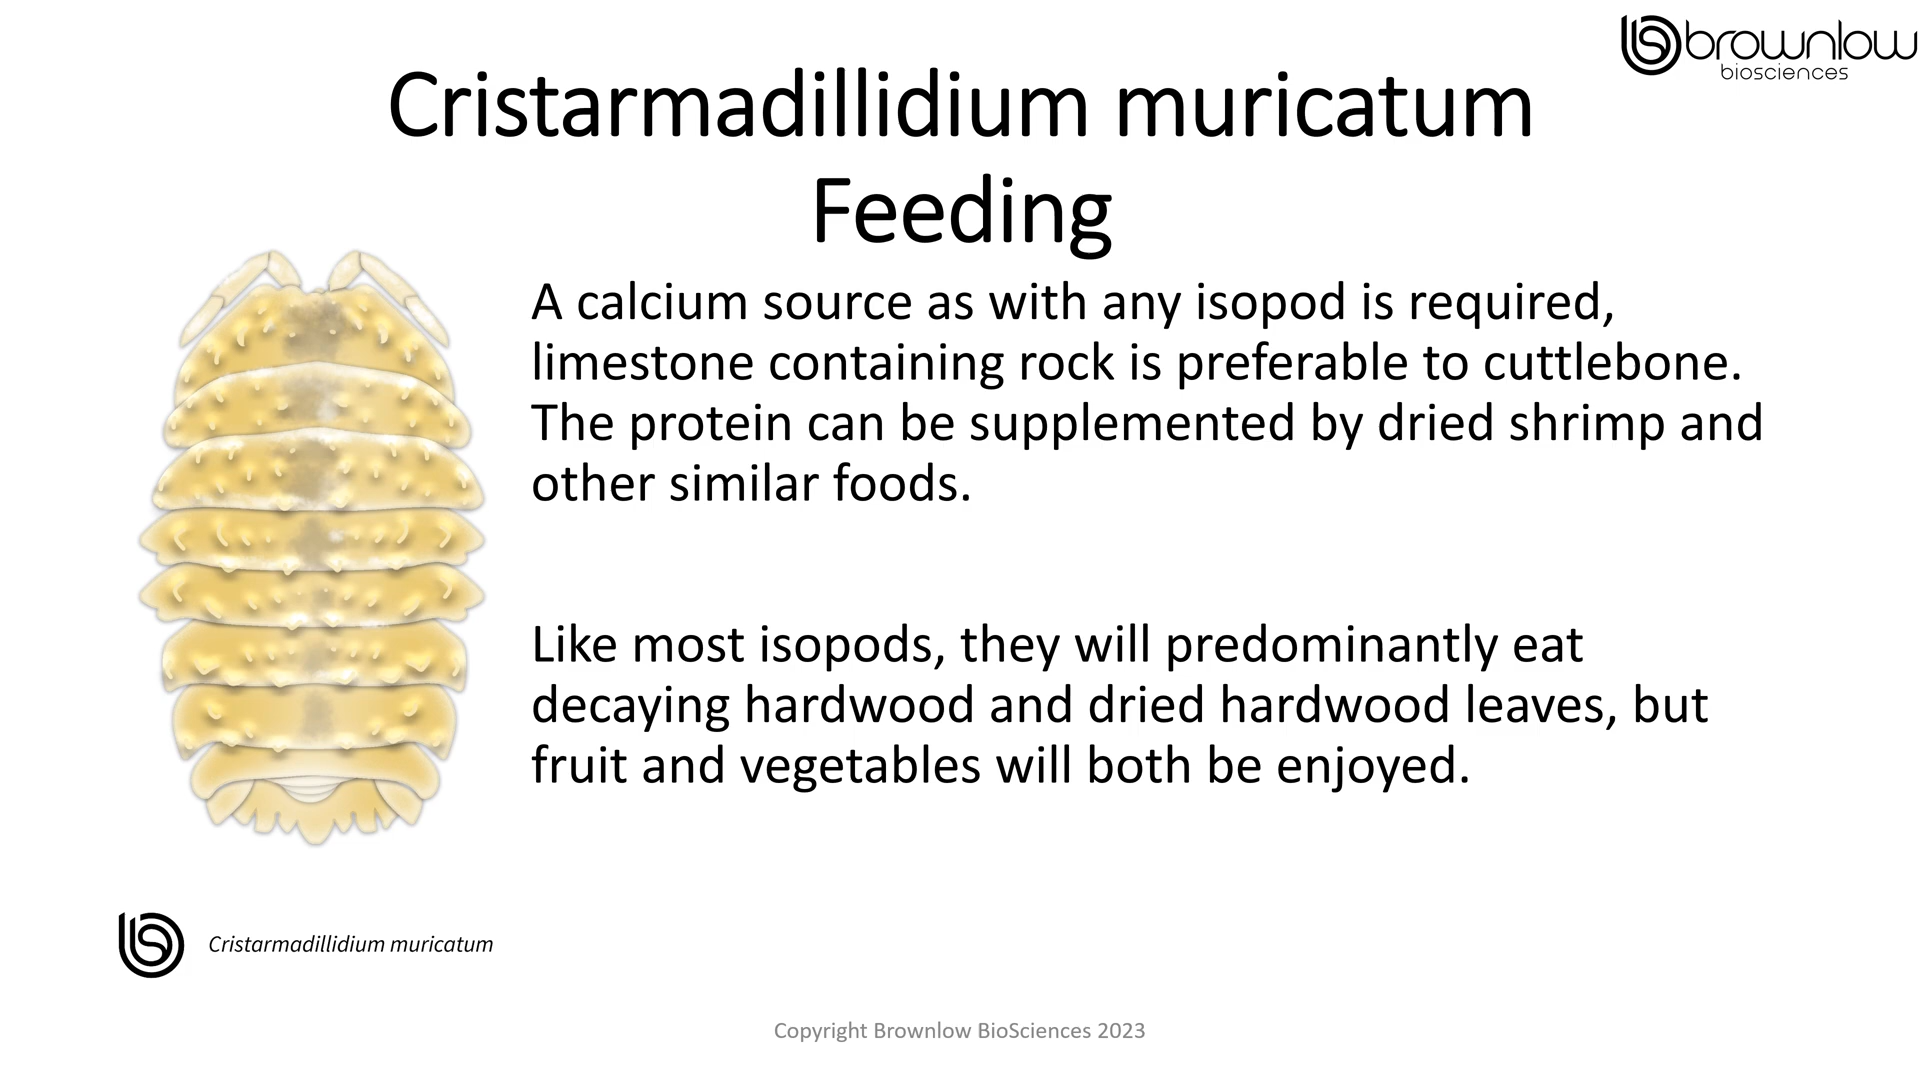 brownlow
biosciences
Cristarmadillidium muricatum
Feeding
A calcium source as with any isopod is required,
limestone containing rock is preferable to cuttlebone.
The protein can be supplemented by dried shrimp and
other similar foods.
Like most isopods, they will predominantly eat
decaying hardwood and dried hardwood leaves, but
fruit and vegetables will both be enjoyed.
Cristarmadillidium muricatum
Copyright Brownlow BioSciences 2023